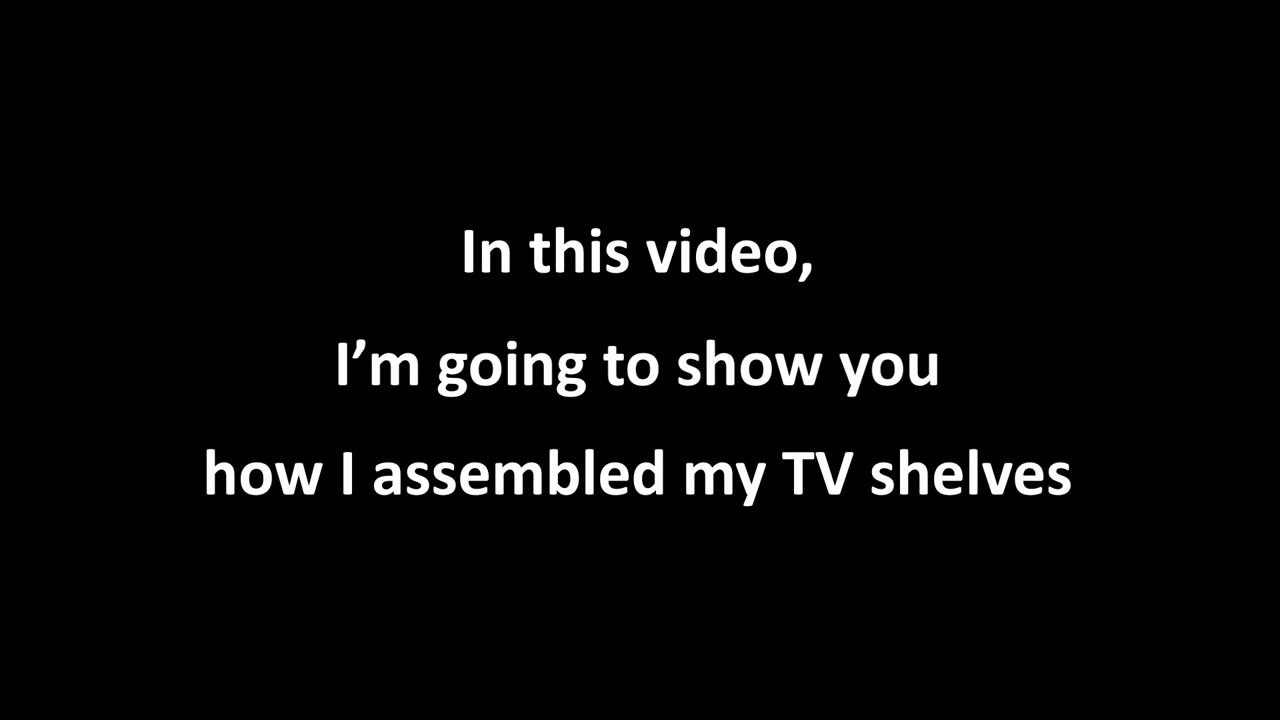 In this video,
I’m going to show you
how I assembled my TV shelves